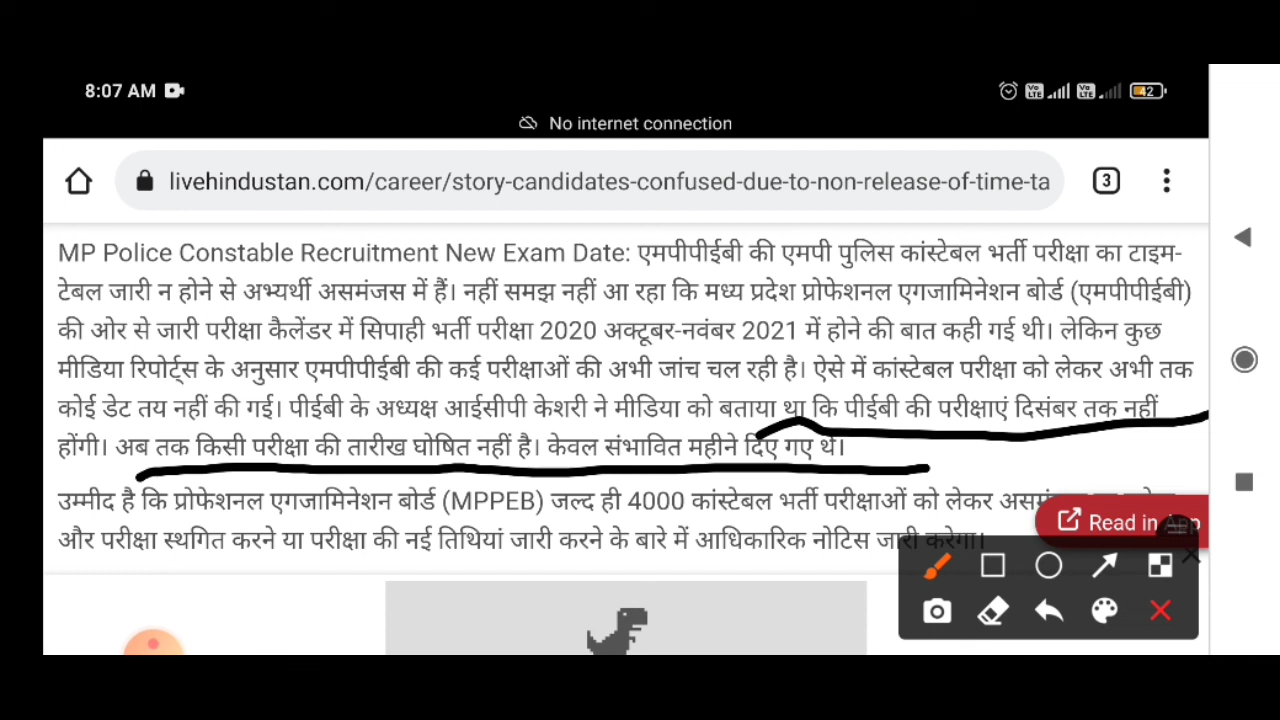 8:07 AM
42
No internet connection
livehindustan.com/career/story-candidates-confused-due-to-non-release-of-time-ta
3
MP Police Constable Recruitment New Exam Date: एमपीपीईबी की एमपी पुलिस कांस्टेबल भर्ती परीक्षा का टाइम-
टेबल जारी न होने से अभ्यर्थी असमंजस में हैं। नहीं समझ नहीं आ रहा कि मध्य प्रदेश प्रोफेशनल एगजामिनेशन बोर्ड (एमपीपीईबी)
की ओर से जारी परीक्षा कैलेंडर में सिपाही भर्ती परीक्षा 2020 अक्टूबर-नवंबर 2021 में होने की बात कही गई थी। लेकिन कुछ
मीडिया रिपोर्ट्स के अनुसार एमपीपीईबी की कई परीक्षाओं की अभी जांच चल रही है। ऐसे में कांस्टेबल परीक्षा को लेकर अभी तक
कोई डेट तय नहीं की गई। पीईबी के अध्यक्ष आईसीपी केशरी ने मीडिया को बताया था कि पीईबी की परीक्षाएं दिसंबर तक नहीं
होंगी। अब तक किसी परीक्षा की तारीख घोषित नहीं है। केवल संभावित महीने दिए गए थे।
उम्मीद है कि प्रोफेशनल एगजामिनेशन बोर्ड (MPPEB) जल्द ही 4000 कांस्टेबल भर्ती परीक्षाओं को लेकर
Read in App
और परीक्षा स्थगित करने या परीक्षा की नई तिथियां जारी करने के बारे में आधिकारिक नोटिस जारी करेगा।